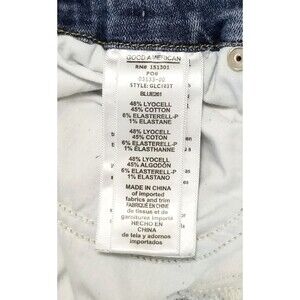 GOOD AMERICAN
RN# 151301
PO#
03133-00
BLUE261
48% LYOCELL
45% COTTON
6% ELASTERELL-P
1% ELASTANE
48% LYOCELL
45% COTON
6% ELASTERELL-P
1% ELASTHANNE
48% LYOCELL
45% ALGODÓN
6% ELASTERELL-P
1% ELASTANO
MADE IN CHINA
of imported
fabrics and trim
FABRIQUÉ EN CHINE
de tissus et de
garnitures importés
HECHO EN
CHINA
de tela y adornos
importados